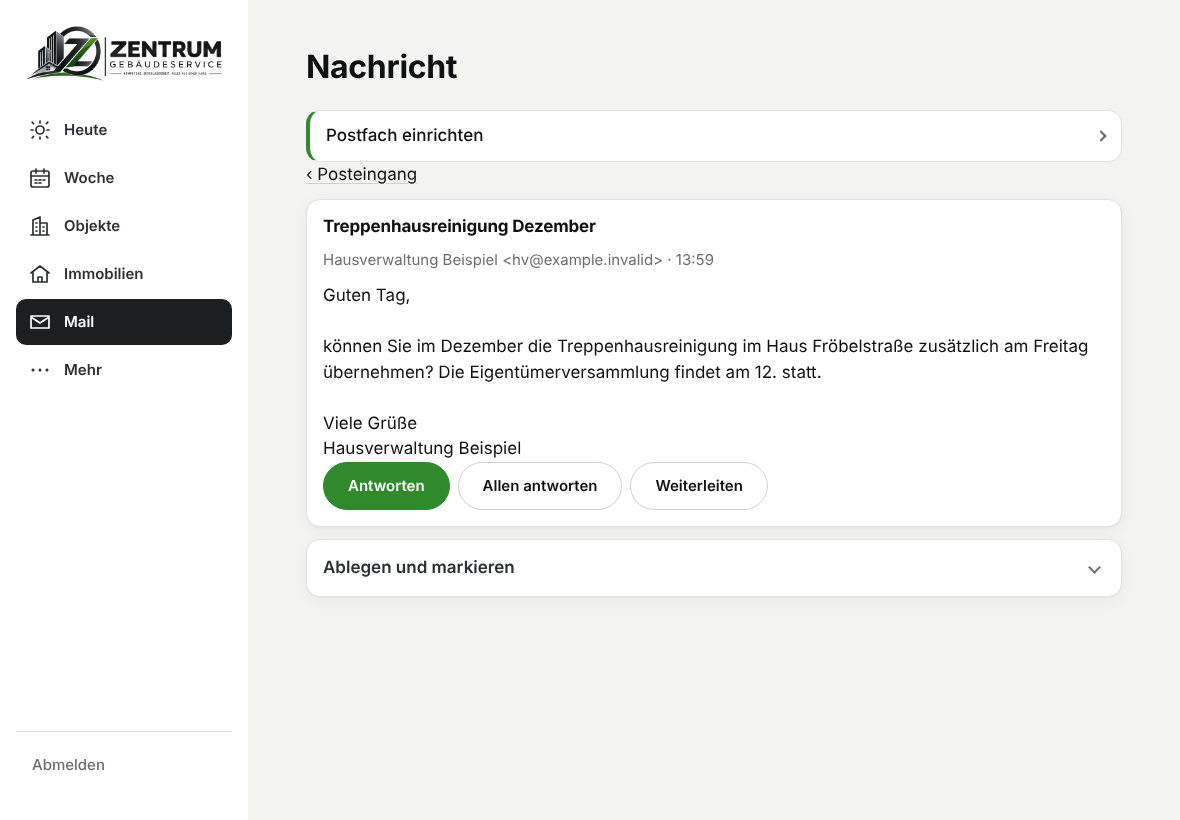 ZENTRUM
GEBÄUDESERVICE
Heute
Woche
Objekte
Immobilien
Mail
Mehr
Abmelden
Nachricht
Postfach einrichten
‹ Posteingang
Treppenhausreinigung Dezember
Hausverwaltung Beispiel <hv@example.invalid> · 13:59
Guten Tag,
können Sie im Dezember die Treppenhausreinigung im Haus Fröbelstraße zusätzlich am Freitag
übernehmen? Die Eigentümerversammlung findet am 12. statt.
Viele Grüße
Hausverwaltung Beispiel
Antworten
Allen antworten
Weiterleiten
Ablegen und markieren